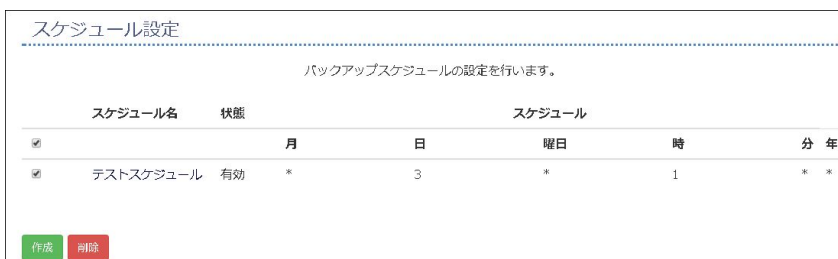 スケジュール設定
バックアップスケジュールの設定を行います。
スケジュール名 状態 スケジュール
月 日 曜日 時 分 年
テストスケジュール 有効 * 3 * 1 * *
作成 削除